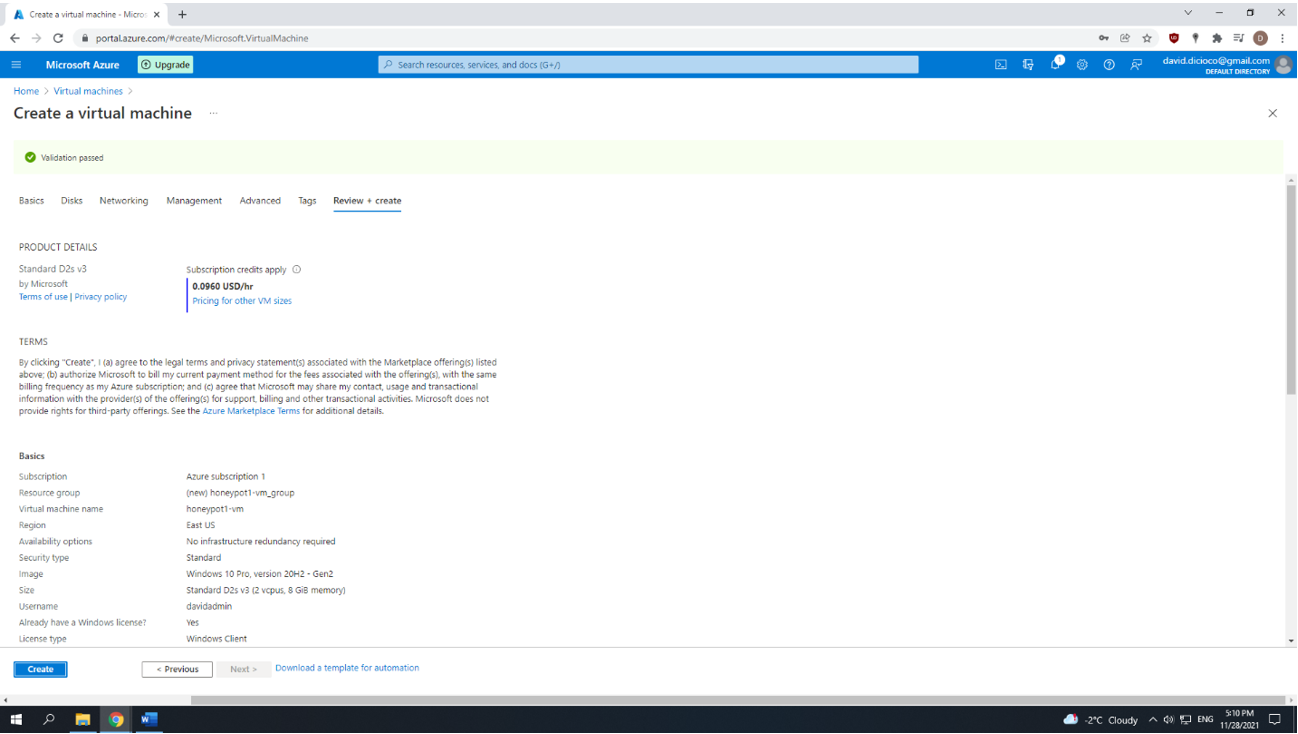 Create a virtual machine - Micros
portal.azure.com/#create/Microsoft.VirtualMachine
D
Microsoft Azure
Upgrade
Search resources, services, and docs (G+/)
1
david.dicioco@gmail.com
DEFAULT DIRECTORY
Home > Virtual machines >
Create a virtual machine ...
Validation passed
Basics Disks Networking Management Advanced Tags Review + create
PRODUCT DETAILS
Standard D2s v3
by Microsoft
Terms of use | Privacy policy
Subscription credits apply
0.0960 USD/hr
Pricing for other VM sizes
TERMS
By clicking "Create", I (a) agree to the legal terms and privacy statement(s) associated with the Marketplace offering(s) listed
above; (b) authorize Microsoft to bill my current payment method for the fees associated with the offering(s), with the same
billing frequency as my Azure subscription; and (c) agree that Microsoft may share my contact, usage and transactional
information with the provider(s) of the offering(s) for support, billing and other transactional activities. Microsoft does not
provide rights for third-party offerings. See the Azure Marketplace Terms for additional details.
Basics
Subscription Azure subscription 1
Resource group (new) honeypot1-vm_group
Virtual machine name honeypot1-vm
Region East US
Availability options No infrastructure redundancy required
Security type Standard
Image Windows 10 Pro, version 20H2 - Gen2
Size Standard D2s v3 (2 vcpus, 8 GiB memory)
Username davidadmin
Already have a Windows license? Yes
License type Windows Client
Create
< Previous
Next >
Download a template for automation
-2°C Cloudy
ENG
5:10 PM
11/28/2021